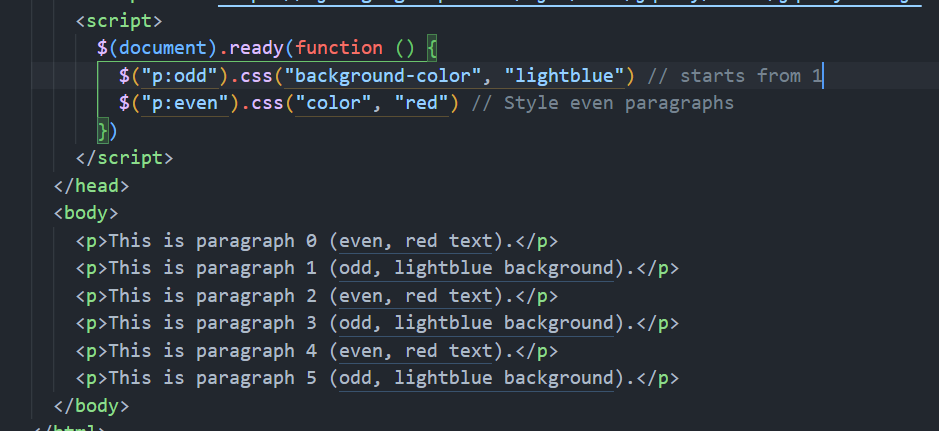 <script>
$(document).ready(function () {
$("p:odd").css("background-color", "lightblue") // starts from 1
$("p:even").css("color", "red") // Style even paragraphs
})
</script>
</head>
<body>
<p>This is paragraph 0 (even, red text).</p>
<p>This is paragraph 1 (odd, lightblue background).</p>
<p>This is paragraph 2 (even, red text).</p>
<p>This is paragraph 3 (odd, lightblue background).</p>
<p>This is paragraph 4 (even, red text).</p>
<p>This is paragraph 5 (odd, lightblue background).</p>
</body>
</html>